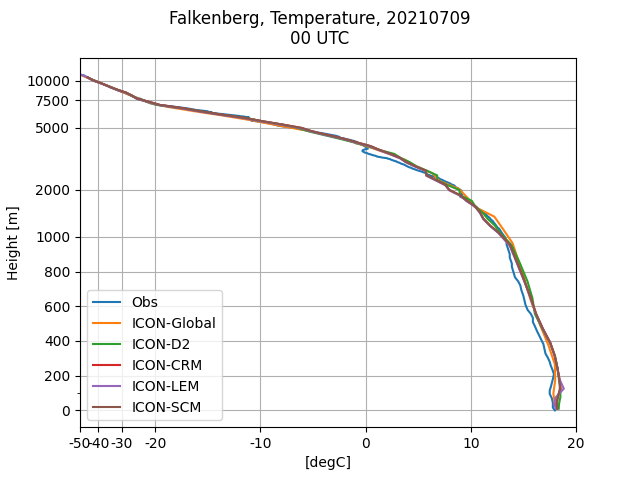 Falkenberg, Temperature, 20210709
00 UTC
10000
7500
5000
2000
1000
800
600
400
200
0
Height [m]
Obs
ICON-Global
ICON-D2
ICON-CRM
ICON-LEM
ICON-SCM
-50 -40 -30 -20 -10 0 10 20
[degC]